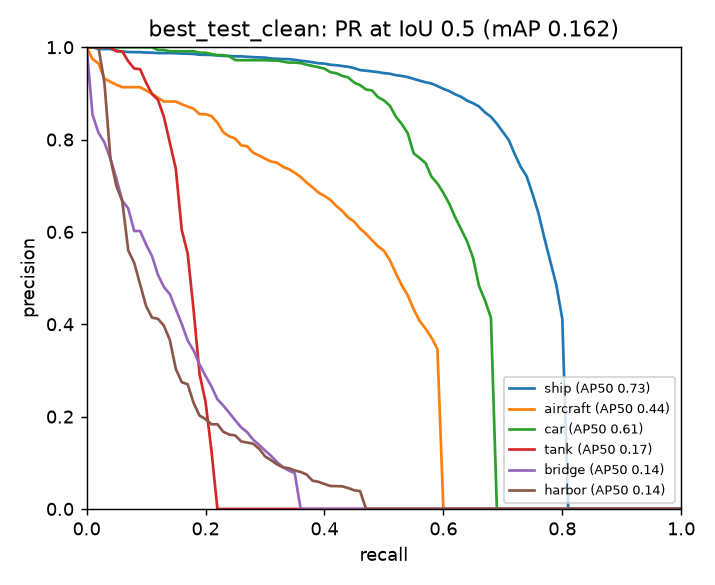 best_test_clean: PR at IoU 0.5 (mAP 0.162)
1.0
0.8
0.6
0.4
0.2
0.0
precision
0.0 0.2 0.4 0.6 0.8 1.0
recall
ship (AP50 0.73)
aircraft (AP50 0.44)
car (AP50 0.61)
tank (AP50 0.17)
bridge (AP50 0.14)
harbor (AP50 0.14)